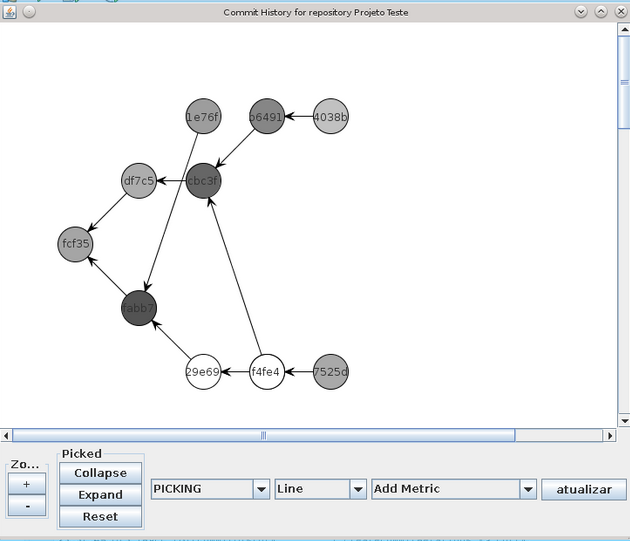 Commit History for repository Projeto Teste
1e76f
b6491
4038b
df7c5
cbc3f
fcf35
fabb7
29e69
f4fe4
7525d
Zo...
+
-
Picked
Collapse
Expand
Reset
PICKING
Line
Add Metric
atualizar